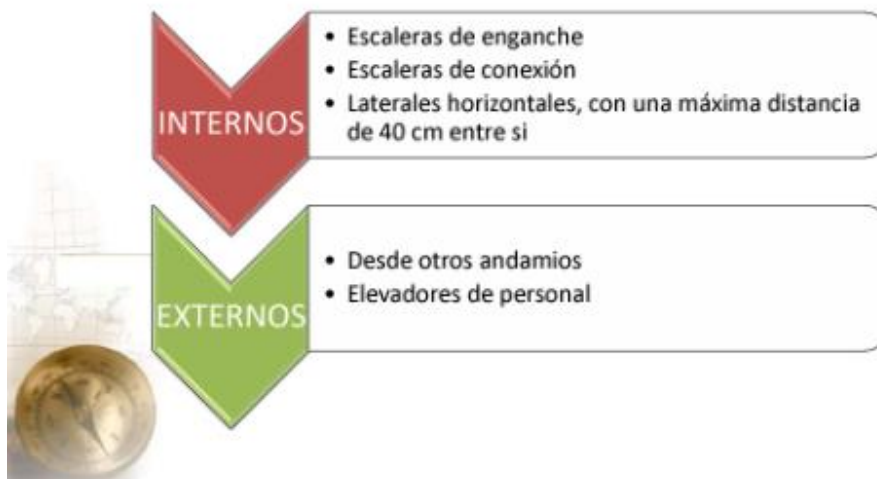 INTERNOS
• Escaleras de enganche
• Escaleras de conexión
• Laterales horizontales, con una máxima distancia
de 40 cm entre si
EXTERNOS
• Desde otros andamios
• Elevadores de personal